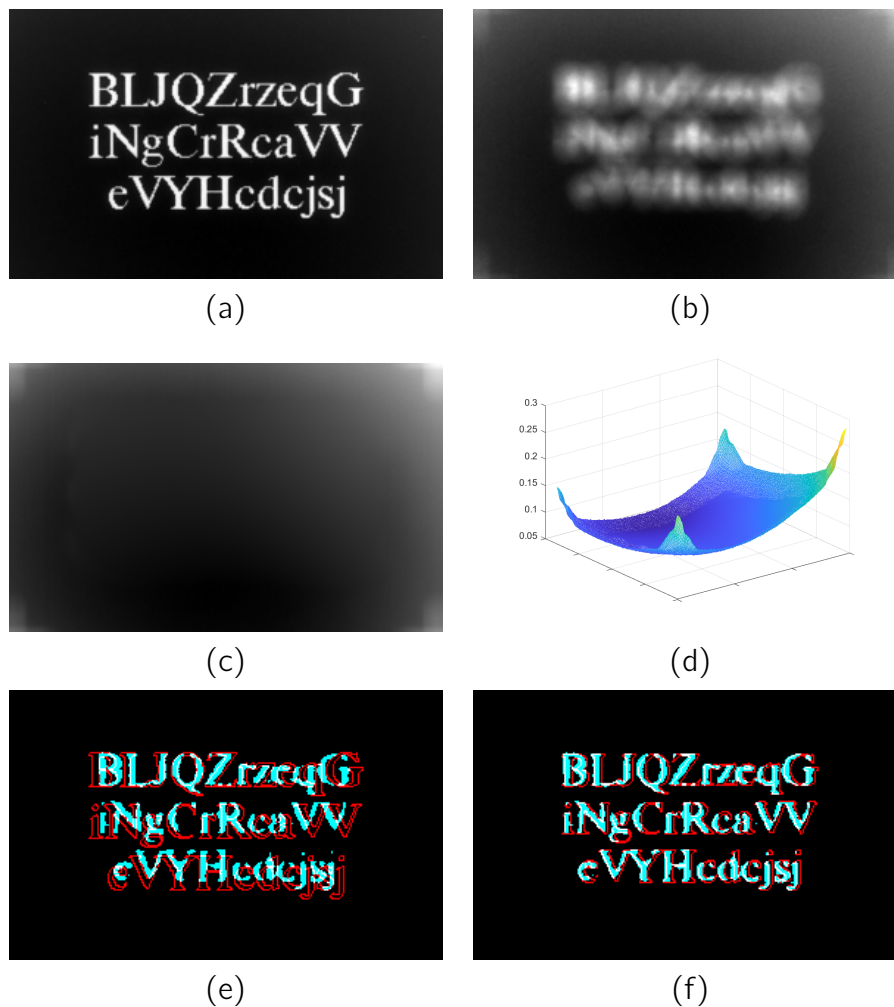 BLJQZrzeqG
iNgCrRcaVV
eVYHcdcjsj
(a)
(b)
(c)
0.3
0.25
0.2
0.15
0.1
0.05
(d)
BLJQZrzeqG
iNgCrRcaVV
eVYHcdcjsj
(e)
BLJQZrzeqG
iNgCrRcaVV
eVYHcdcjsj
(f)